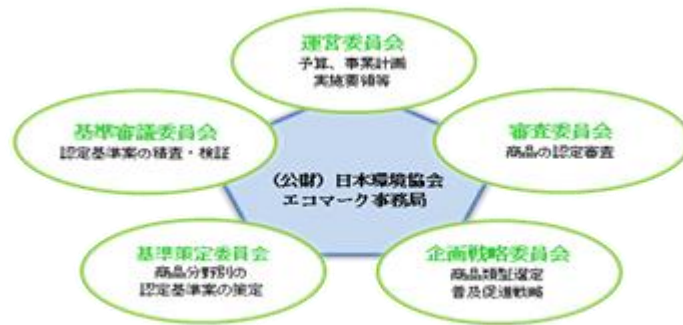 運営委員会
予算、事業計画
実施要領等
基準審議委員会
認定基準案の精査・検証
審査委員会
商品の認定審査
(公財)日本環境協会
エコマーク事務局
基準策定委員会
商品分野別の
認定基準案の策定
企画戦略委員会
商品類型選定
普及促進戦略